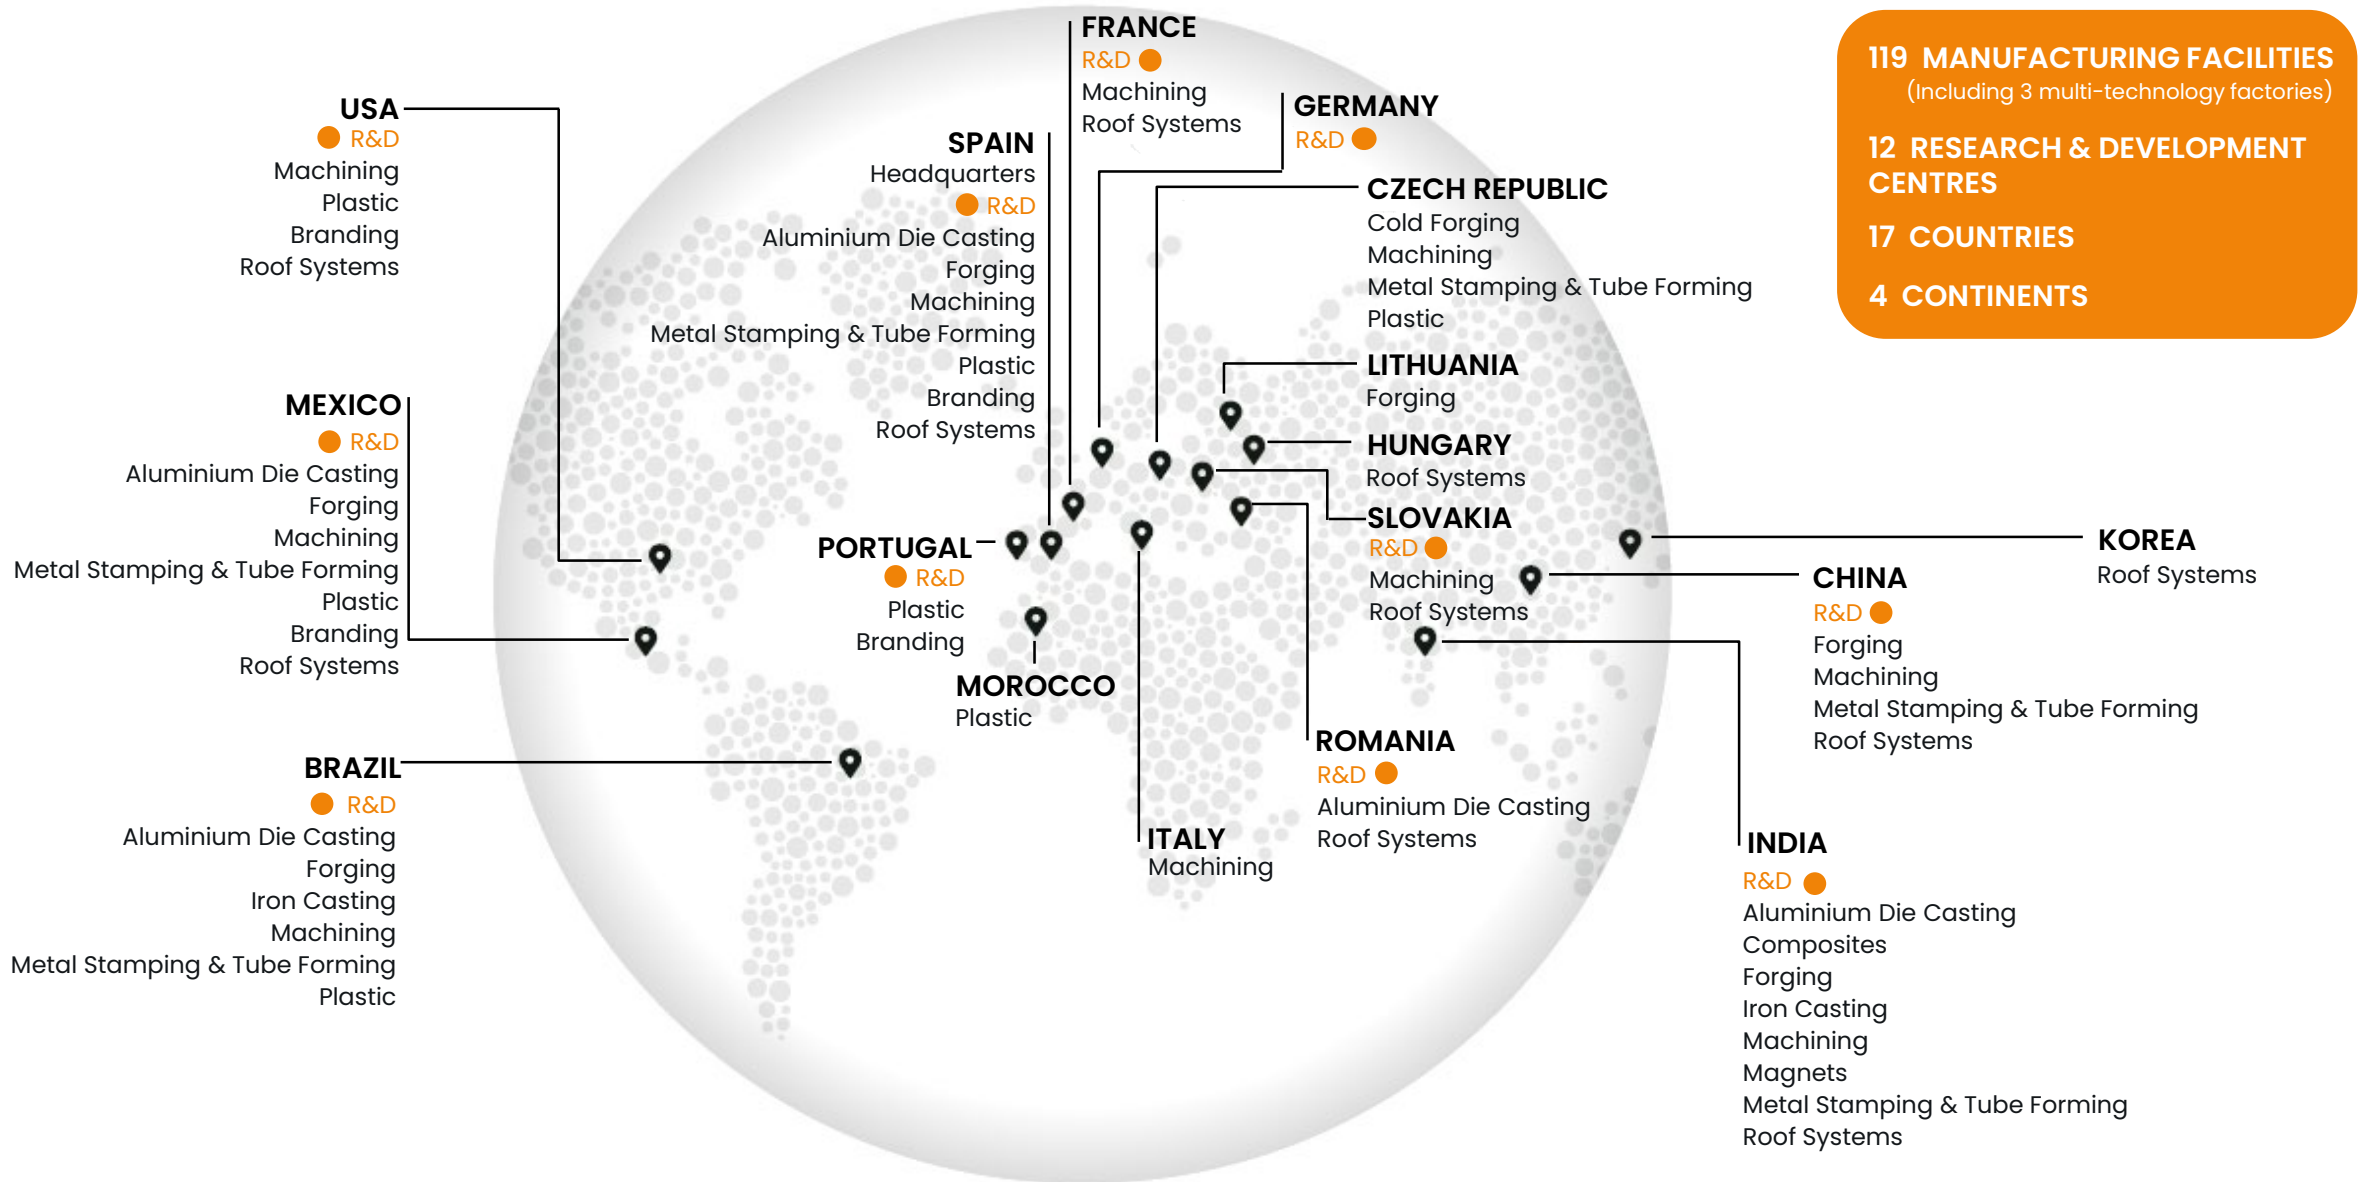 FRANCE
R&D
Machining
Roof Systems
GERMANY
R&D
119 MANUFACTURING FACILITIES
(Including 3 multi-technology factories)
12 RESEARCH & DEVELOPMENT
CENTRES
17 COUNTRIES
4 CONTINENTS
USA
R&D
Machining
Plastic
Branding
Roof Systems
SPAIN
Headquarters
R&D
Aluminium Die Casting
Forging
Machining
Metal Stamping & Tube Forming
Plastic
Branding
Roof Systems
CZECH REPUBLIC
Cold Forging
Machining
Metal Stamping & Tube Forming
Plastic
LITHUANIA
Forging
HUNGARY
Roof Systems
SLOVAKIA
R&D
Machining
Roof Systems
MEXICO
R&D
Aluminium Die Casting
Forging
Machining
Metal Stamping & Tube Forming
Plastic
Branding
Roof Systems
PORTUGAL
R&D
Plastic
Branding
MOROCCO
Plastic
KOREA
Roof Systems
CHINA
R&D
Forging
Machining
Metal Stamping & Tube Forming
Roof Systems
BRAZIL
R&D
Aluminium Die Casting
Forging
Iron Casting
Machining
Metal Stamping & Tube Forming
Plastic
ROMANIA
R&D
Aluminium Die Casting
Roof Systems
ITALY
Machining
INDIA
R&D
Aluminium Die Casting
Composites
Forging
Iron Casting
Machining
Magnets
Metal Stamping & Tube Forming
Roof Systems